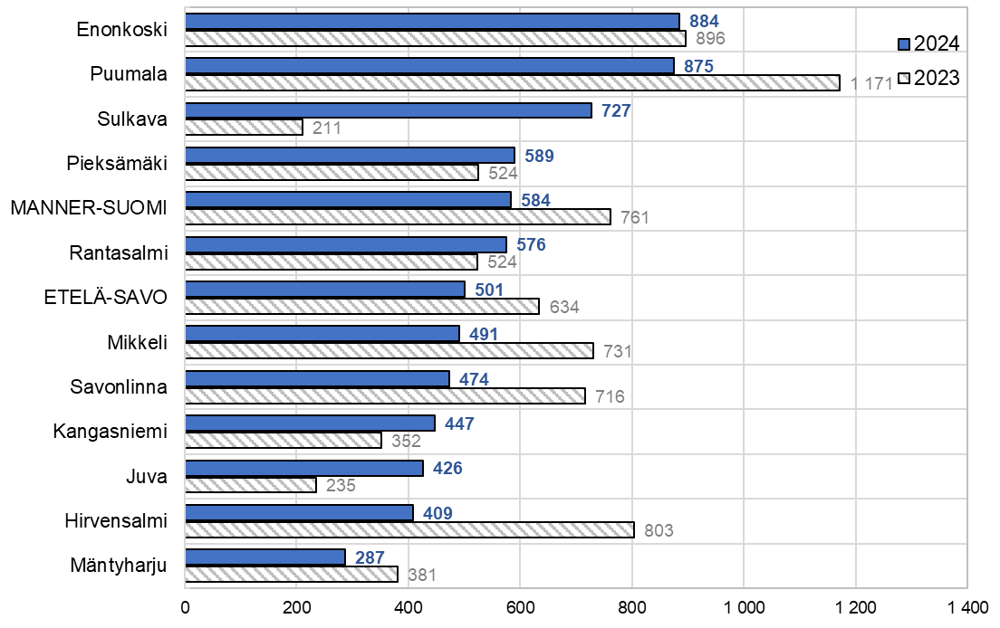 Enonkoski 884
896
2024
Puumala 875
1 171 2023
Sulkava 727
211
Pieksämäki 589
524
MANNER-SUOMI 584
761
Rantasalmi 576
524
ETELÄ-SAVO 501
634
Mikkeli 491
731
Savonlinna 474
716
Kangasniemi 447
352
Juva 426
235
Hirvensalmi 409
803
Mäntyharju 287
381
0 200 400 600 800 1 000 1 200 1 400